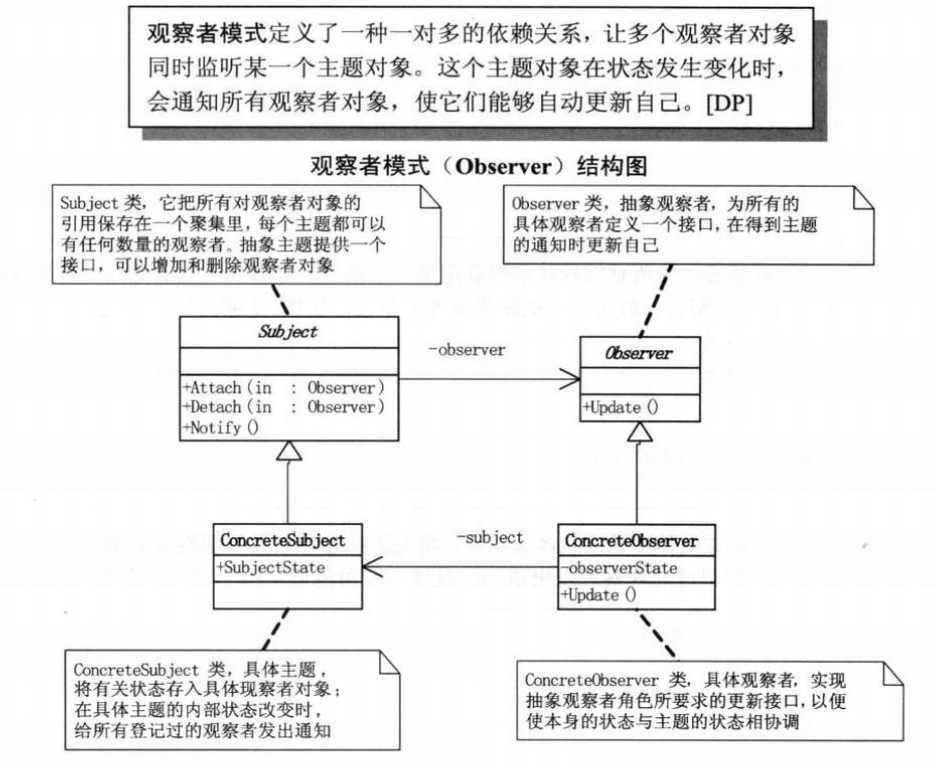 观察者模式定义了一种一对多的依赖关系，让多个观察者对象
同时监听某一个主题对象。这个主题对象在状态发生变化时，
会通知所有观察者对象，使它们能够自动更新自己。[DP]
观察者模式（Observer）结构图
Subject 类，它把所有对观察者对象的
引用保存在一个聚集里，每个主题都可以
有任何数量的观察者。抽象主题提供一个
接口，可以增加和删除观察者对象
Observer 类，抽象观察者，为所有的
具体观察者定义一个接口，在得到主题
的通知时更新自己
Subject
+Attach(in : Observer)
+Detach(in : Observer)
+Notify()
-observer
Observer
+Update()
ConcreteSubject
+SubjectState
-subject
ConcreteObserver
-observerState
+Update()
ConcreteSubject 类，具体主题，
将有关状态存入具体现察者对象；
在具体主题的内部状态改变时，
给所有登记过的观察者发出通知
ConcreteObserver 类，具体观察者，实现
抽象观察者角色所要求的更新接口，以便
使本身的状态与主题的状态相协调